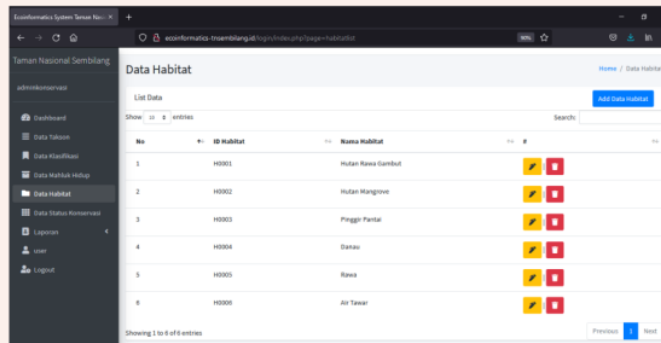 Ecoinformatics System Taman Nasi
ecoinformatics-tnsembilang.id/login/index.php?page=habitatlist
90%
Taman Nasional Sembilang
adminkonservasi
Dashboard
Data Takson
Data Klasifikasi
Data Mahluk Hidup
Data Habitat
Data Status Konservasi
Laporan
user
Logout
Data Habitat
Home / Data Habitat
List Data
Add Data Habitat
Show 10 entries
Search:
No ID Habitat Nama Habitat #
1 H0001 Hutan Rawa Gambut
2 H0002 Hutan Mangrove
3 H0003 Pinggir Pantai
4 H0004 Danau
5 H0005 Rawa
6 H0006 Air Tawar
Showing 1 to 6 of 6 entries
Previous 1 Next